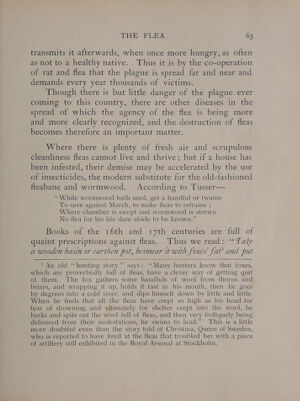 THE FLEA 63
transmits it afterwards, when once more hungry, as often
as not to a healthy native. Thus it is by the co-operation
of rat and flea that the plague is spread far and near and
demands every year thousands of victims.
Though there is but little danger of the plague ever
coming to this country, there are other diseases in the
spread of which the agency of the flea is being more
and more clearly recognized, and the destruction of fleas
becomes therefore an important matter.
Where there is plenty of fresh air and scrupulous
cleanliness fleas cannot live and thrive; but if a house has
been infested, their demise may be accelerated by the use
of insecticides, the modern substitute for the old-fashioned
fleabane and wormwood. According to Tusser—
"While wormwood hath seed, get a handful or twaine
To save against March, to make fleas to refraine;
Where chamber is swept and wormwood is strewn
No flea for his life dare abide to be known."
Books of the 16th and 17th centuries are full of
quaint prescriptions against fleas. Thus we read: "Take
a wooden basin or earthen pot, besmear it with foxes' fat¹ and put
¹ An old "hunting story" says: "Many hunters know that foxes,
which are proverbially full of fleas, have a clever way of getting quit
of them. The fox gathers some handfuls of wool from thorns and
briars, and wrapping it up, holds it fast in his mouth, then he goes
by degrees into a cold river, and dips himself down by little and little.
When he finds that all the fleas have crept so high as his head for
fear of drowning, and ultimately for shelter crept into the wool, he
barks and spits out the wool full of fleas, and then very froliquely being
delivered from their molestations, he swims to land." This is a little
more doubtful even than the story told of Christina, Queen of Sweden,
who is reported to have fired at the fleas that troubled her with a piece
of artillery still exhibited in the Royal Arsenal at Stockholm.